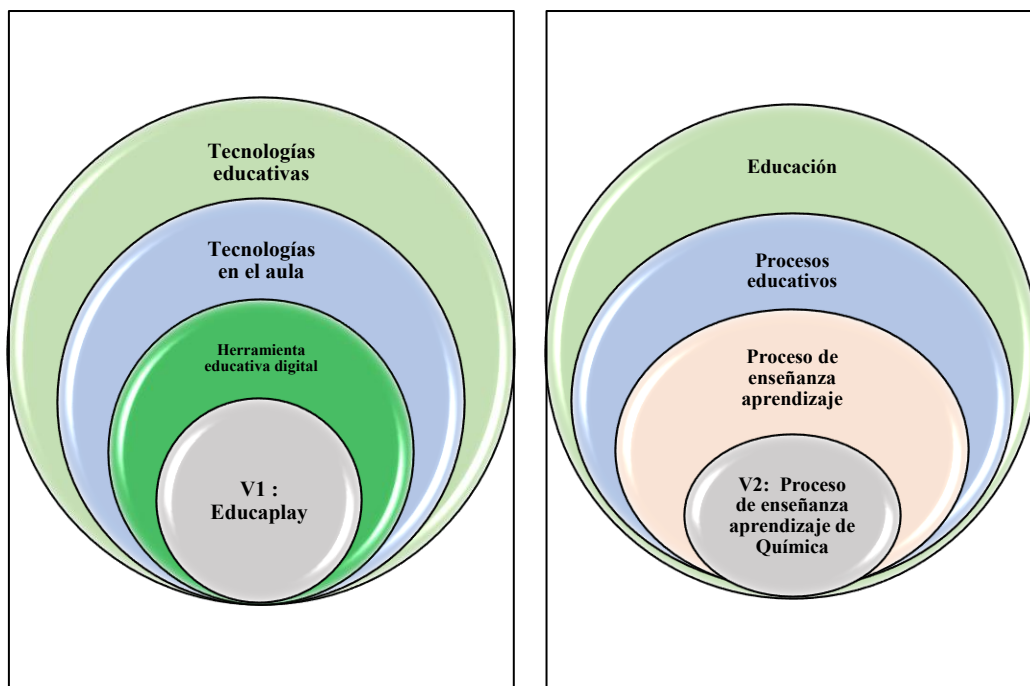 Tecnologías
educativas
Tecnologías
en el aula
Herramienta
educativa digital
V1 :
Educaplay
Educación
Procesos
educativos
Proceso de
enseñanza
aprendizaje
V2: Proceso
de enseñanza
aprendizaje de
Química